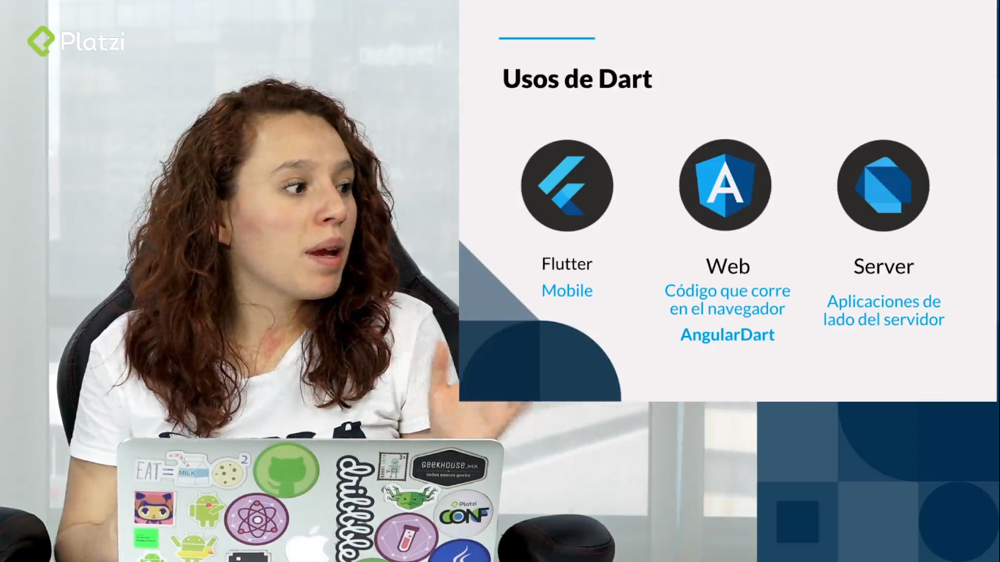 Platzi
Usos de Dart
Flutter
Mobile
Web
Código que corre
en el navegador
AngularDart
Server
Aplicaciones de
lado del servidor
EAT=
MILK
2
dribbble
GEEKHOUSE.MX
todos somos geeks
Platzi
CONF